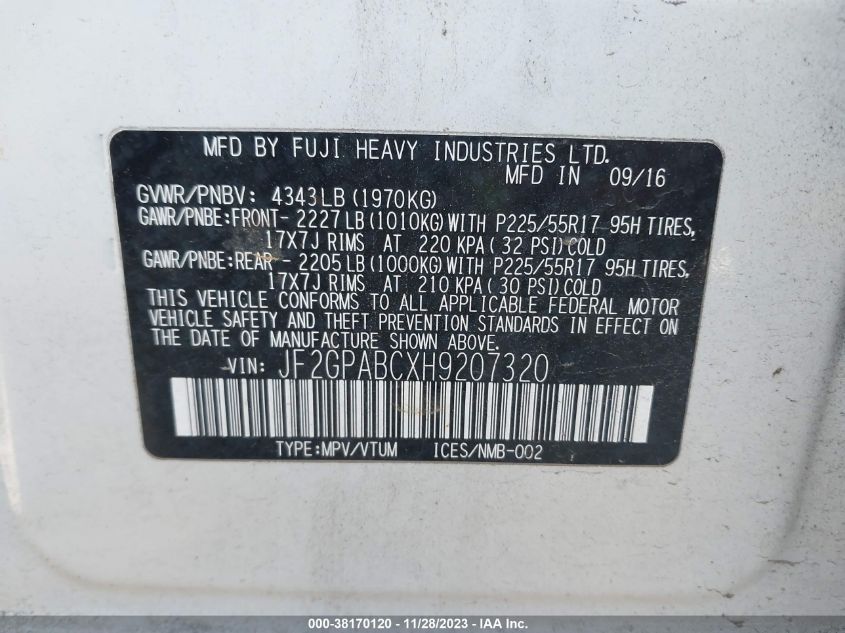 MFD BY FUJI HEAVY INDUSTRIES LTD.
MFD IN 09/16
GVWR/PNBV: 4343LB (1970KG)
GAWR/PNBE:FRONT- 2227LB (1010KG)WITH P225/55R17 95H TIRES,
17X7J RIMS AT 220 KPA( 32 PSI)COLD
GAWR/PNBE:REAR - 2205LB (1000KG)WITH P225/55R17 95H TIRES,
17X7J RIMS AT 210 KPA( 30 PSI)COLD
THIS VEHICLE CONFORMS TO ALL APPLICABLE FEDERAL MOTOR
VEHICLE SAFETY AND THEFT PREVENTION STANDARDS IN EFFECT ON
THE DATE OF MANUFACTURE SHOWN ABOVE.
VIN: JF2GPABCXH9207320
TYPE:MPV/VTUM ICES/NMB-002
000-38170120 - 11/28/2023 - IAA Inc.